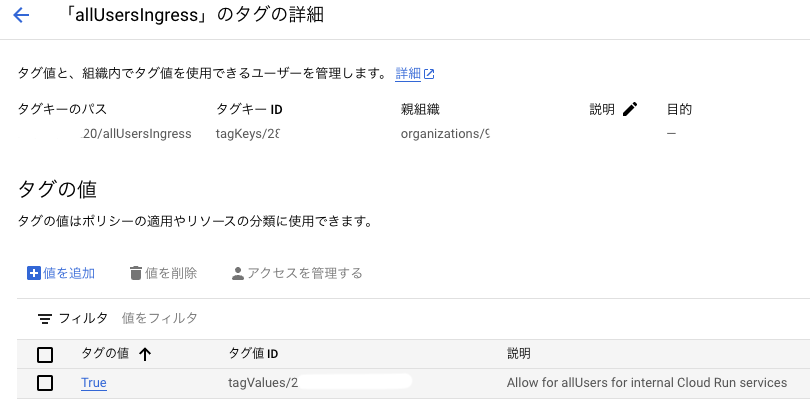 「allUsersIngress」のタグの詳細
タグ値と、組織内でタグ値を使用できるユーザーを管理します。 詳細
タグキーのパス タグキー ID 親組織 説明 目的
20/allUsersIngress tagKeys/28 organizations/9 —
タグの値
タグの値はポリシーの適用やリソースの分類に使用できます。
値を追加 値を削除 アクセスを管理する
フィルタ 値をフィルタ
タグの値 タグ値 ID 説明
True tagValues/2 Allow for allUsers for internal Cloud Run services